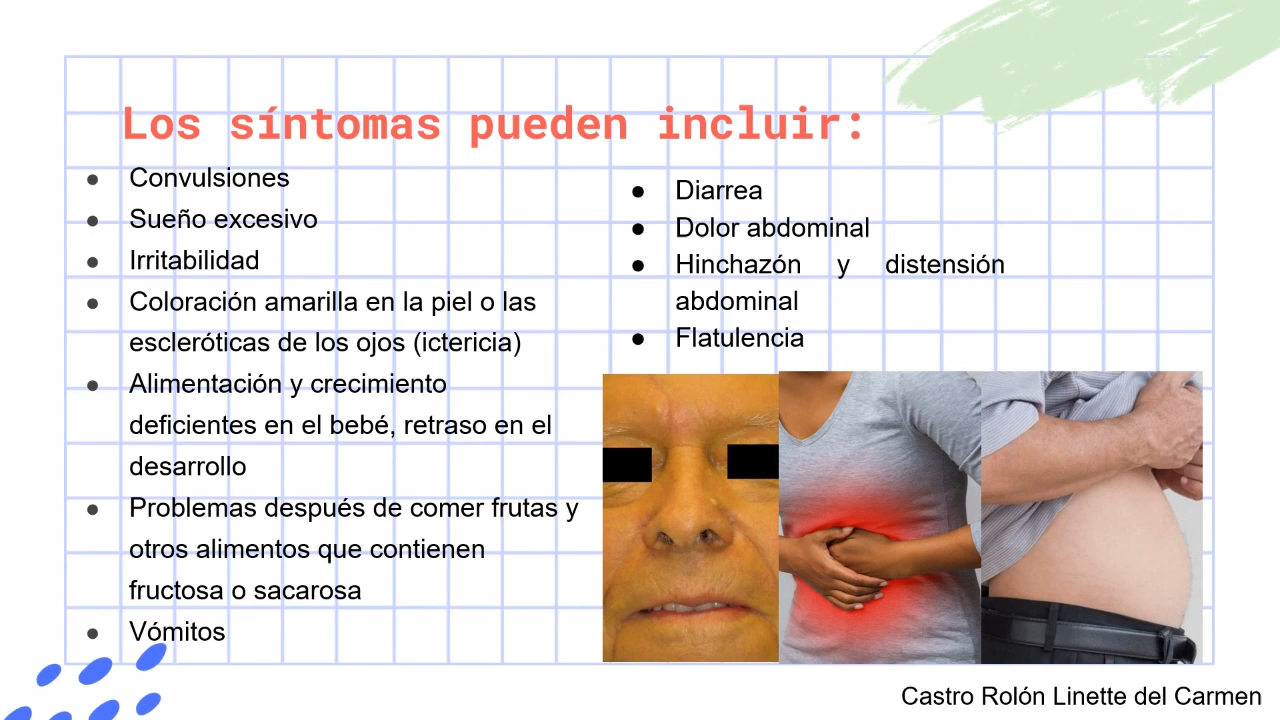 Los síntomas pueden incluir:
● Convulsiones
● Sueño excesivo
● Irritabilidad
● Coloración amarilla en la piel o las
escleróticas de los ojos (ictericia)
● Alimentación y crecimiento
deficientes en el bebé, retraso en el
desarrollo
● Problemas después de comer frutas y
otros alimentos que contienen
fructosa o sacarosa
● Vómitos
● Diarrea
● Dolor abdominal
● Hinchazón y distensión
abdominal
● Flatulencia
Castro Rolón Linette del Carmen